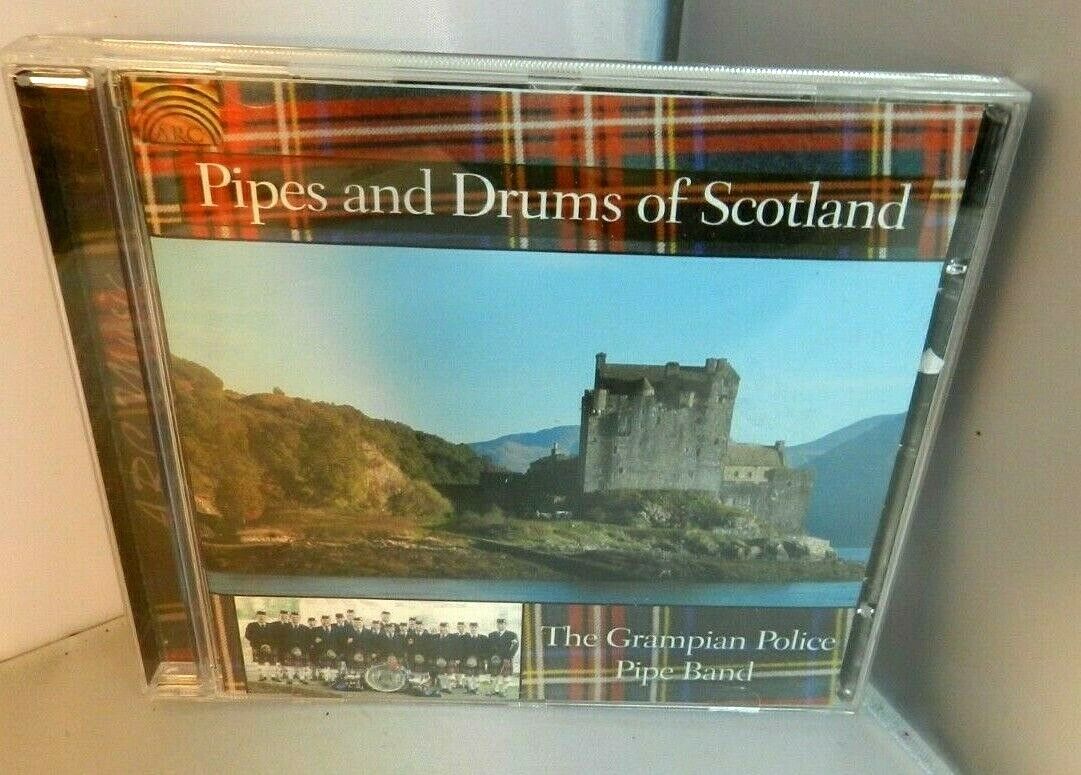 ARC
Pipes and Drums of Scotland
The Grampian Police
Pipe Band